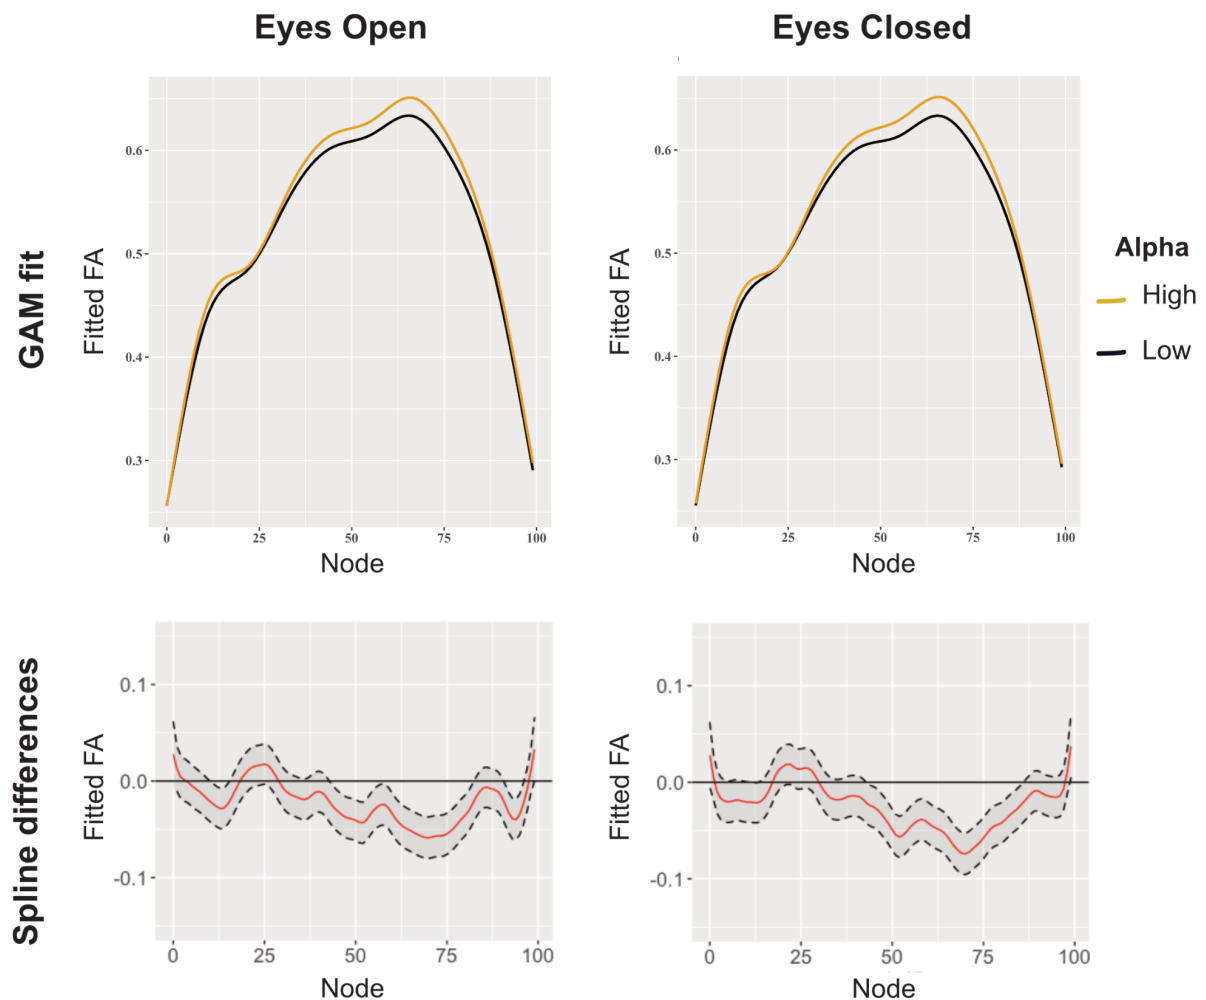 Eyes Open
Eyes Closed
GAM fit
Fitted FA
0.6
0.5
0.4
0.3
0 25 50 75 100
Node
Fitted FA
0.6
0.5
0.4
0.3
0 25 50 75 100
Node
Alpha
High
Low
Spline differences
Fitted FA
0.1
0.0
-0.1
0 25 50 75 100
Node
Fitted FA
0.1
0.0
-0.1
0 25 50 75 100
Node